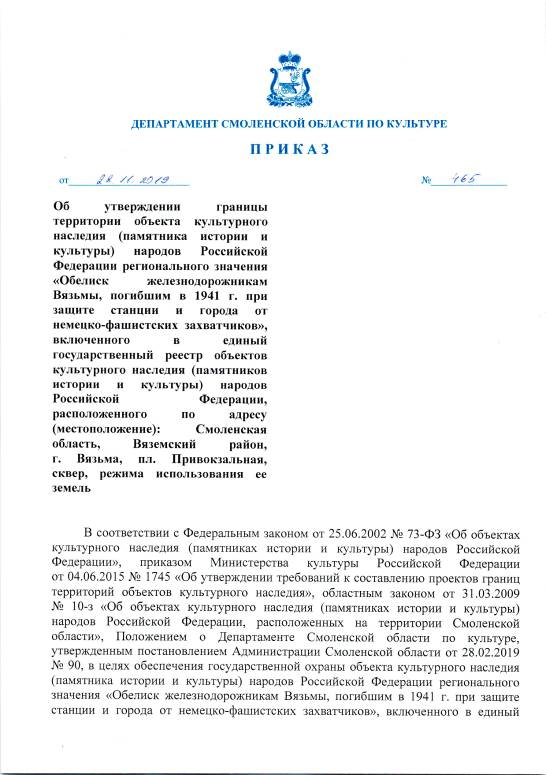 ДЕПАРТАМЕНТ СМОЛЕНСКОЙ ОБЛАСТИ ПО КУЛЬТУРЕ
П Р И К А З
от 28.11.2019 № 465
Об утверждении границы
территории объекта культурного
наследия (памятника истории и
культуры) народов Российской
Федерации регионального значения
«Обелиск железнодорожникам
Вязьмы, погибшим в 1941 г. при
защите станции и города от
немецко-фашистских захватчиков»,
включенного в единый
государственный реестр объектов
культурного наследия (памятников
истории и культуры) народов
Российской Федерации,
расположенного по адресу
(местоположение): Смоленская
область, Вяземский район,
г. Вязьма, пл. Привокзальная,
сквер, режима использования ее
земель
В соответствии с Федеральным законом от 25.06.2002 № 73-ФЗ «Об объектах
культурного наследия (памятниках истории и культуры) народов Российской
Федерации», приказом Министерства культуры Российской Федерации
от 04.06.2015 № 1745 «Об утверждении требований к составлению проектов границ
территорий объектов культурного наследия», областным законом от 31.03.2009
№ 10-з «Об объектах культурного наследия (памятниках истории и культуры)
народов Российской Федерации, расположенных на территории Смоленской
области», Положением о Департаменте Смоленской области по культуре,
утвержденным постановлением Администрации Смоленской области от 28.02.2019
№ 90, в целях обеспечения государственной охраны объекта культурного наследия
(памятника истории и культуры) народов Российской Федерации регионального
значения «Обелиск железнодорожникам Вязьмы, погибшим в 1941 г. при защите
станции и города от немецко-фашистских захватчиков», включенного в единый